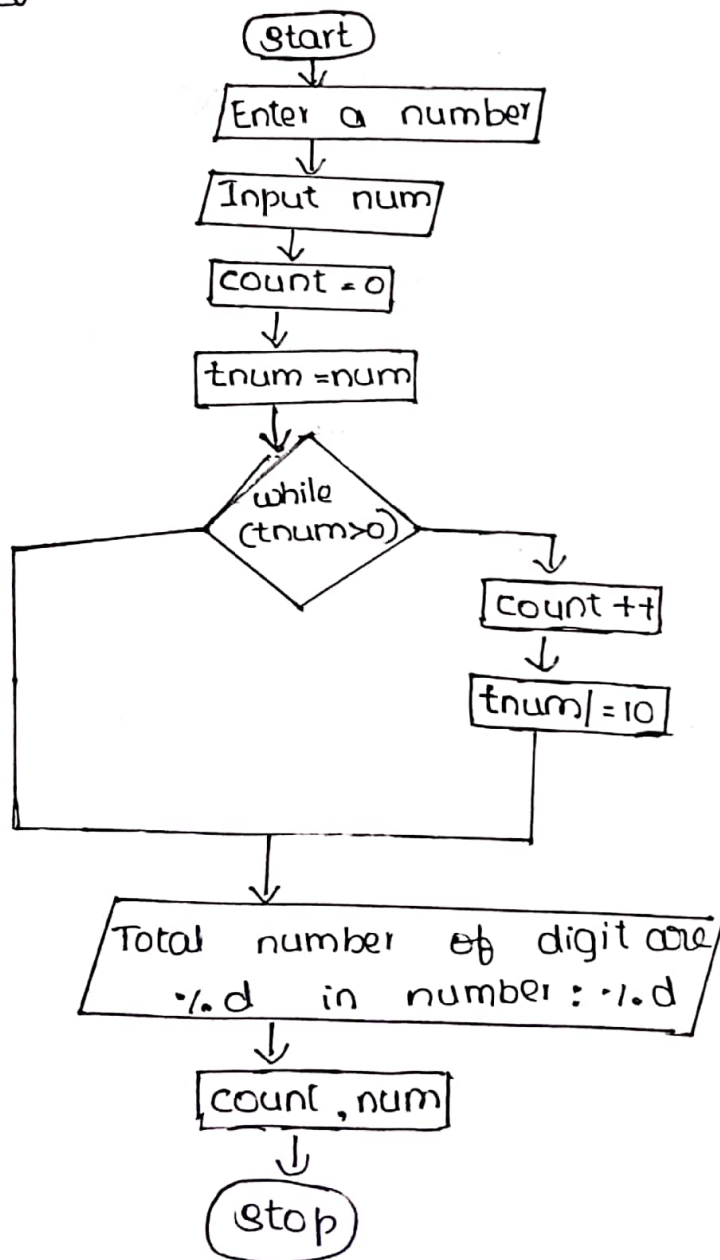 Start
Enter a number
Input num
count = 0
tnum =num
while
(tnum>0)
count ++
tnum/=10
Total number of digit are
%d in number : %d
count , num
Stop